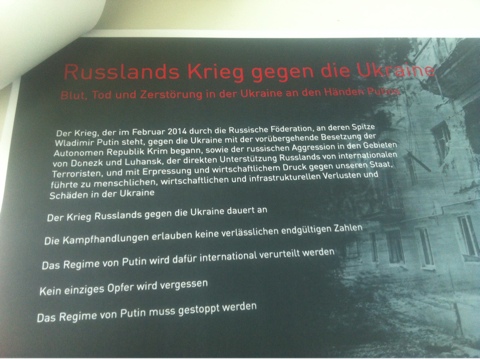 Russlands Krieg gegen die Ukraine
Blut, Tod und Zerstörung in der Ukraine an den Händen Putins
Der Krieg, der im Februar 2014 durch die Russische Föderation, an deren Spitze
Wladimir Putin steht, gegen die Ukraine mit der vorübergehende Besetzung der
Autonomen Republik Krim begann, sowie der russischen Aggression in den Gebieten
von Donezk und Luhansk, der direkten Unterstützung Russlands von internationalen
Terroristen, und mit Erpressung und wirtschaftlichem Druck gegen unseren Staat,
führte zu menschlichen, wirtschaftlichen und infrastrukturellen Verlusten und
Schäden in der Ukraine
Der Krieg Russlands gegen die Ukraine dauert an
Die Kampfhandlungen erlauben keine verlässlichen endgültigen Zahlen
Das Regime von Putin wird dafür international verurteilt werden
Kein einziges Opfer wird vergessen
Das Regime von Putin muss gestoppt werden